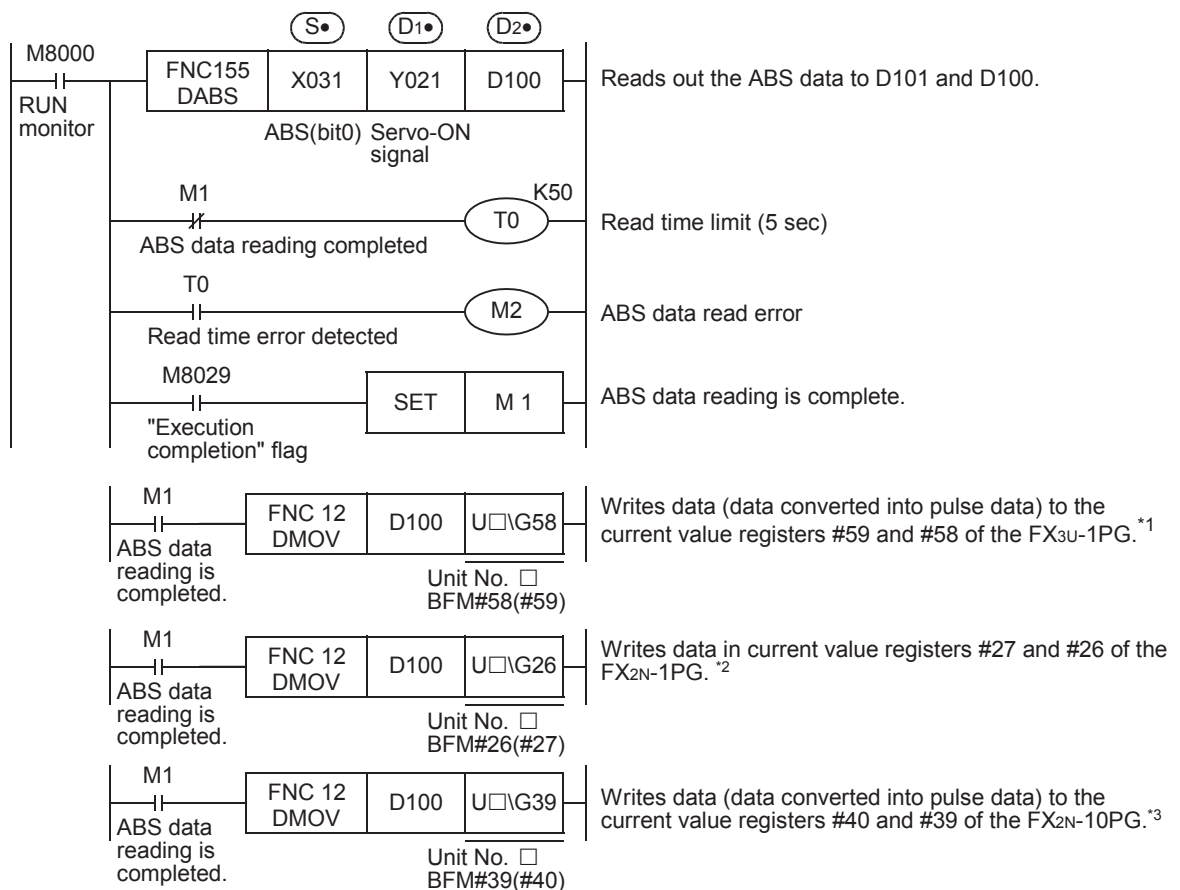 S• D1• D2•
M8000
FNC155 DABS X031 Y021 D100 Reads out the ABS data to D101 and D100.
RUN monitor
ABS(bit0) Servo-ON signal
M1 K50
T0 Read time limit (5 sec)
ABS data reading completed
T0
M2 ABS data read error
Read time error detected
M8029
SET M 1 ABS data reading is complete.
"Execution completion" flag
M1
FNC 12 DMOV D100 U□\G58 Writes data (data converted into pulse data) to the
current value registers #59 and #58 of the FX3U-1PG.*1
ABS data reading is completed.
Unit No. □
BFM#58(#59)
M1
FNC 12 DMOV D100 U□\G26 Writes data in current value registers #27 and #26 of the
FX2N-1PG. *2
ABS data reading is completed.
Unit No. □
BFM#26(#27)
M1
FNC 12 DMOV D100 U□\G39 Writes data (data converted into pulse data) to the
current value registers #40 and #39 of the FX2N-10PG.*3
ABS data reading is completed.
Unit No. □
BFM#39(#40)